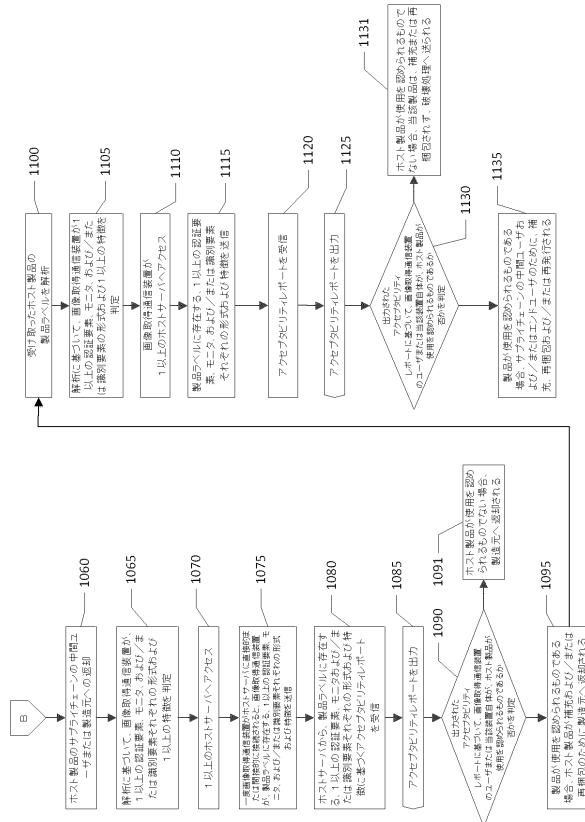 B
ホスト製品のサプライチェーンの中間ユ
ーザまたは製造元への返却
1060
解析に基づいて、画像取得通信装置が、
1以上の認証要素、モニタ、および／ま
たは識別要素それぞれの形式および
1以上の特徴を判定
1065
1以上のホストサーバへアクセス
1070
一度画像取得通信装置がホストサーバに直接的ま
たは間接的に接続されると、画像取得通信装置
が、製品ラベルに存在する、1以上の認証要素、モ
ニタ、および／または識別要素それぞれの形式
および特徴を送信
1075
ホストサーバから、製品ラベルに存在す
る、1以上の認証要素、モニタおよび／ま
たは識別要素それぞれの形式および特
徴に基づくアクセプタビリティレポート
を受信
1080
アクセプタビリティレポートを出力
1085
出力された
アクセプタビリティ
レポートに基づいて、画像取得通信装置
のユーザまたは当該装置自体が、ホスト製品が
使用を認められるものであるか
否かを判定
1090
ホスト製品が使用を認め
られるものでない場合、
製造元へ返却される
1091
製品が使用を認められるものである
場合、ホスト製品が補充および／または
再梱包のために製造元へ返却される
1095
受け取ったホスト製品の
製品ラベルを解析
1100
解析に基づいて、画像取得通信装置が1
以上の認証要素、モニタ、および／また
は識別要素の形式および1以上の特徴を
判定
1105
画像取得通信装置が
1以上のホストサーバへアクセス
1110
製品ラベルに存在する、1以上の認証要
素、モニタ、および／または識別要素
それぞれの形式および特徴を送信
1115
アクセプタビリティレポートを受信
1120
アクセプタビリティレポートを出力
1125
出力された
アクセプタビリティ
レポートに基づいて、画像取得通信装置
のユーザまたは当該装置自体が、ホスト製品が
使用を認められるものであるか
否かを判定
1130
ホスト製品が使用を認められるもので
ない場合、当該製品は、補充または再
梱包されず、破壊処理へ送られる
1131
製品が使用を認められるものである
場合、サプライチェーンの中間ユーザお
よび／またはエンドユーザのために、補
充、再梱包および／または再発行される
1135